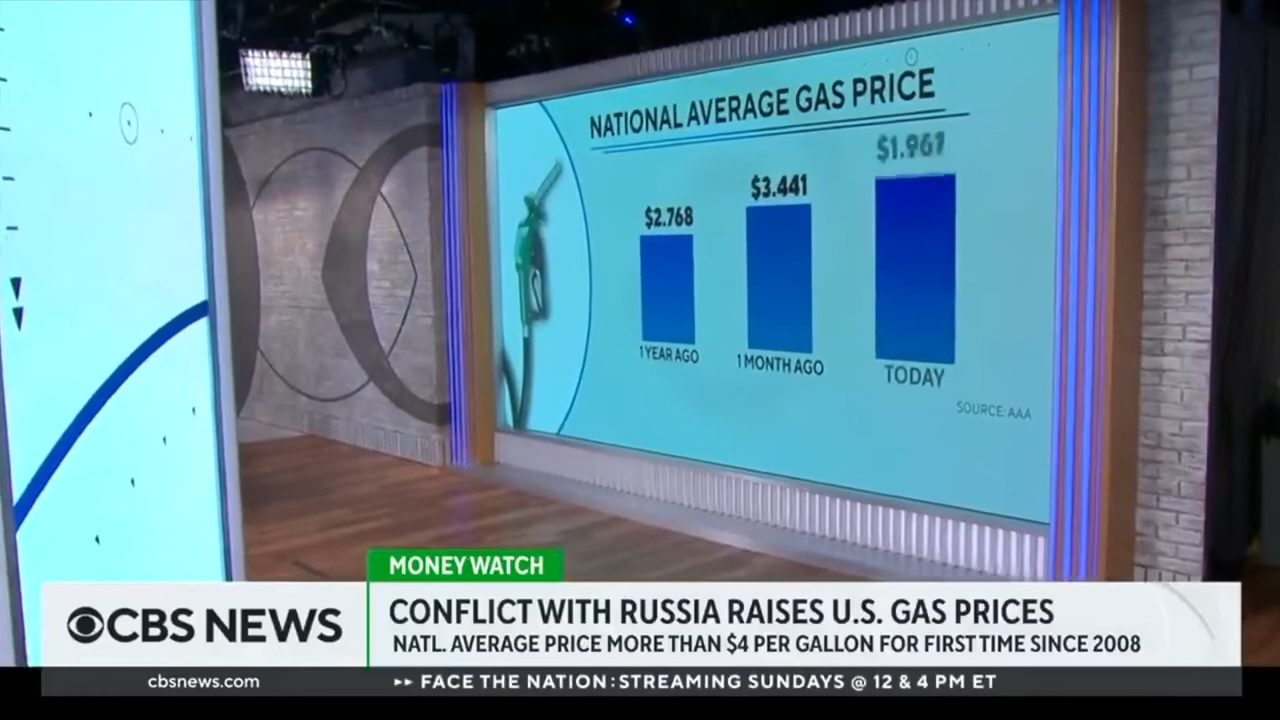 NATIONAL AVERAGE GAS PRICE
$2.768
$3.441
1 YEAR AGO
1 MONTH AGO
TODAY
SOURCE: AAA
MONEY WATCH
CBS NEWS
CONFLICT WITH RUSSIA RAISES U.S. GAS PRICES
NATL. AVERAGE PRICE MORE THAN $4 PER GALLON FOR FIRST TIME SINCE 2008
cbsnews.com
FACE THE NATION: STREAMING SUNDAYS @ 12 & 4 PM ET